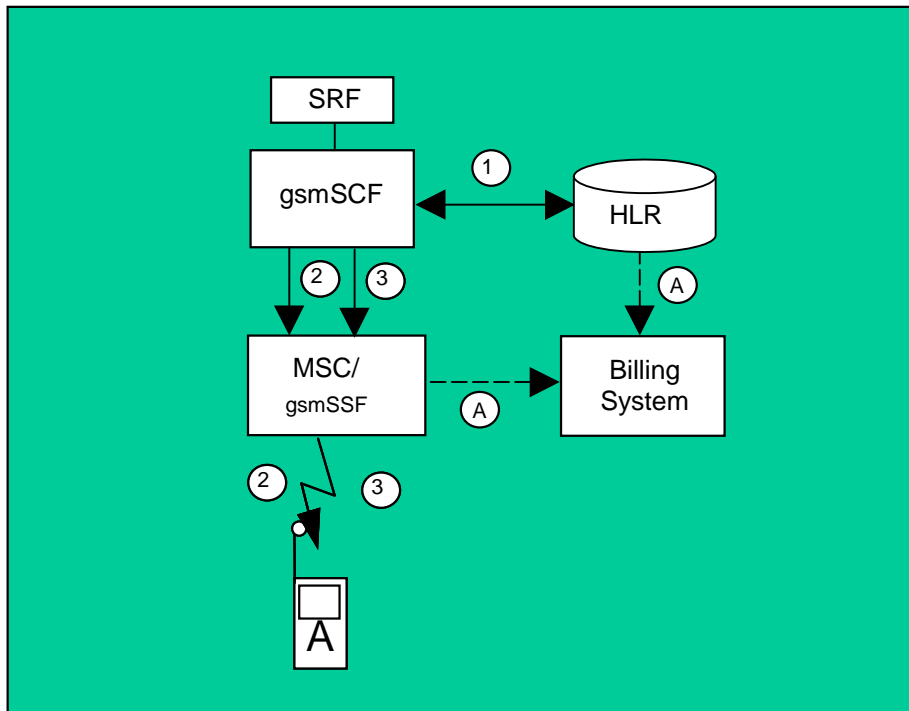 SRF
gsmSCF
1
HLR
2
3
A
MSC/
gsmSSF
A
Billing
System
2
3
A